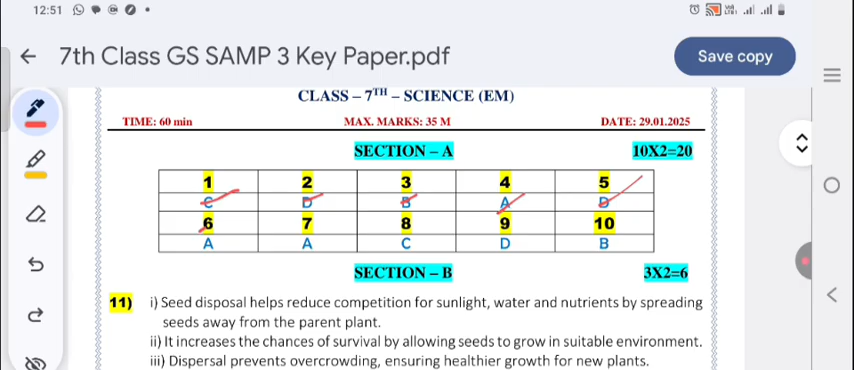 12:51
7th Class GS SAMP 3 Key Paper.pdf
Save copy
CLASS – 7TH – SCIENCE (EM)
TIME: 60 min MAX. MARKS: 35 M DATE: 29.01.2025
SECTION – A 10X2=20
1 2 3 4 5
C D B A D
6 7 8 9 10
A A C D B
SECTION – B 3X2=6
11) i) Seed disposal helps reduce competition for sunlight, water and nutrients by spreading
seeds away from the parent plant.
ii) It increases the chances of survival by allowing seeds to grow in suitable environment.
iii) Dispersal prevents overcrowding, ensuring healthier growth for new plants.